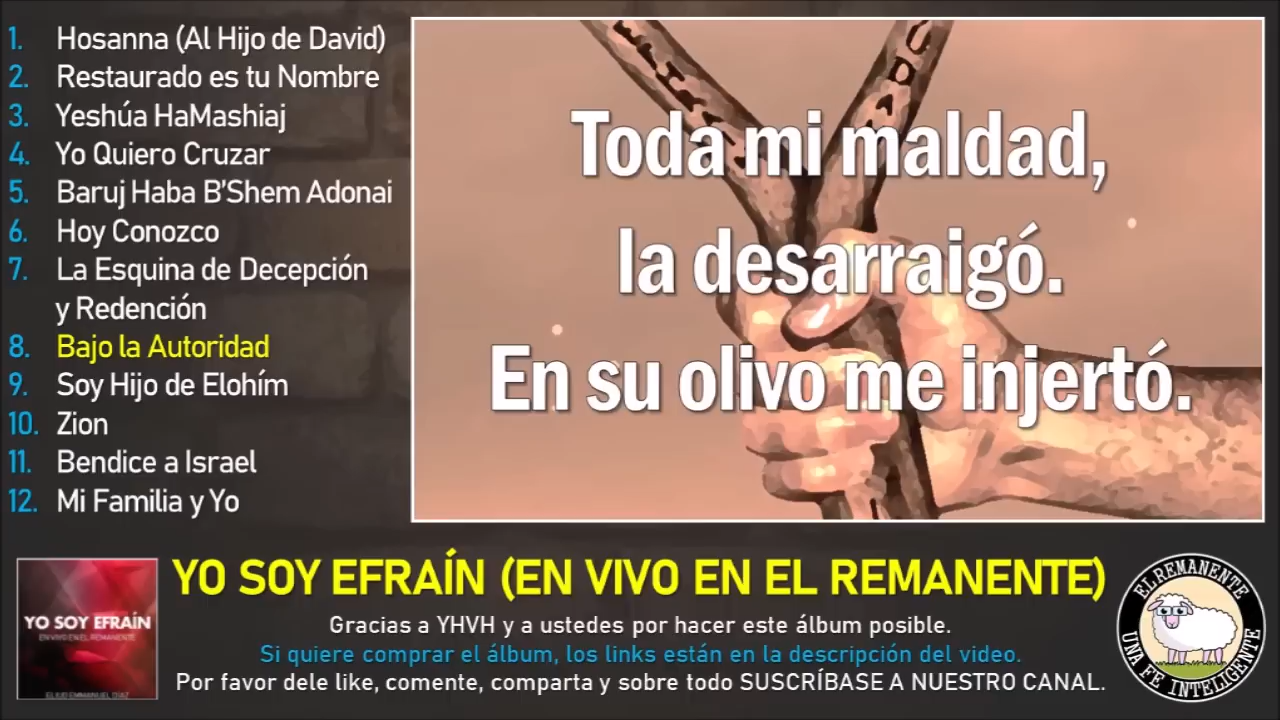 1. Hosanna (Al Hijo de David)
2. Restaurado es tu Nombre
3. Yeshúa HaMashiaj
4. Yo Quiero Cruzar
5. Baruj Haba B'Shem Adonai
6. Hoy Conozco
7. La Esquina de Decepción
y Redención
8. Bajo la Autoridad
9. Soy Hijo de Elohím
10. Zion
11. Bendice a Israel
12. Mi Familia y Yo
Toda mi maldad,
la desarraigó.
En su olivo me injertó.
YO SOY EFRAÍN
EN VIVO EN EL REMANENTE
YO SOY EFRAÍN (EN VIVO EN EL REMANENTE)
Gracias a YHVH y a ustedes por hacer este álbum posible.
Si quiere comprar el álbum, los links están en la descripción del video.
Por favor dele like, comente, comparta y sobre todo SUSCRÍBASE A NUESTRO CANAL.
EL REMANENTE
UNA FE INTELIGENTE